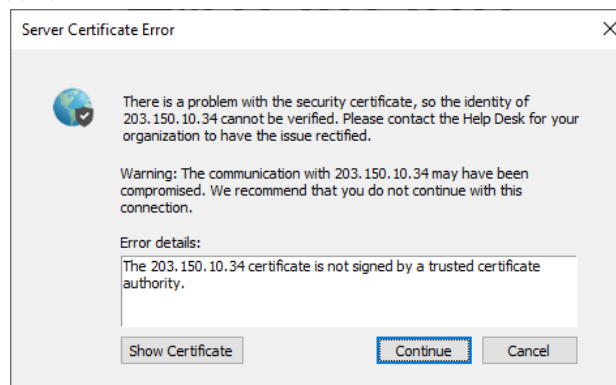 Server Certificate Error
There is a problem with the security certificate, so the identity of
203.150.10.34 cannot be verified. Please contact the Help Desk for your
organization to have the issue rectified.
Warning: The communication with 203.150.10.34 may have been
compromised. We recommend that you do not continue with this
connection.
Error details:
The 203.150.10.34 certificate is not signed by a trusted certificate
authority.
Show Certificate Continue Cancel